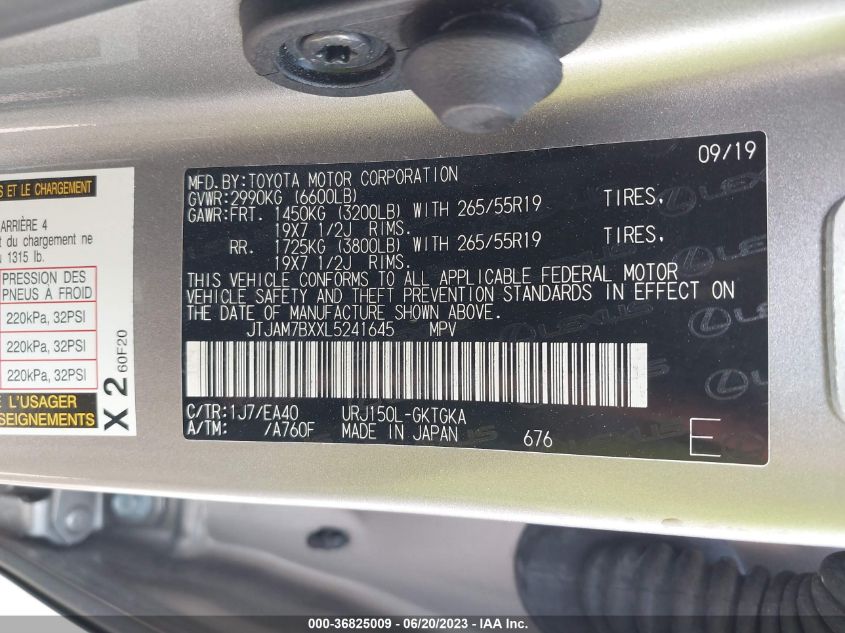 S ET LE CHARGEMENT
ARRIÈRE 4
t du chargement ne
1315 lb.
PRESSION DES
PNEUS À FROID
220kPa, 32PSI
220kPa, 32PSI
220kPa, 32PSI
L'USAGER
SEIGNEMENTS
X 2
60F20
09/19
MFD.BY:TOYOTA MOTOR CORPORATION
GVWR:2990KG (6600LB)
GAWR:FRT. 1450KG (3200LB) WITH 265/55R19 TIRES,
19X7 1/2J RIMS.
RR. 1725KG (3800LB) WITH 265/55R19 TIRES,
19X7 1/2J RIMS.
THIS VEHICLE CONFORMS TO ALL APPLICABLE FEDERAL MOTOR
VEHICLE SAFETY AND THEFT PREVENTION STANDARDS IN EFFECT ON
THE DATE OF MANUFACTURE SHOWN ABOVE.
JTJAM7BXXL5241645 MPV
C/TR:1J7/EA40 URJ150L-GKTGKA
A/TM: /A760F MADE IN JAPAN 676
E
LEXUS
LEXUS
000-36825009 - 06/20/2023 - IAA Inc.